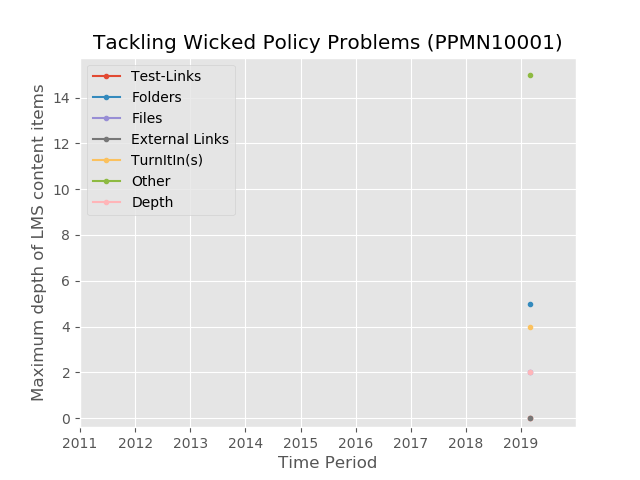 Tackling Wicked Policy Problems (PPMN10001)
Maximum depth of LMS content items
14
12
10
8
6
4
2
0
Test-Links
Folders
Files
External Links
TurnItIn(s)
Other
Depth
2011 2012 2013 2014 2015 2016 2017 2018 2019
Time Period